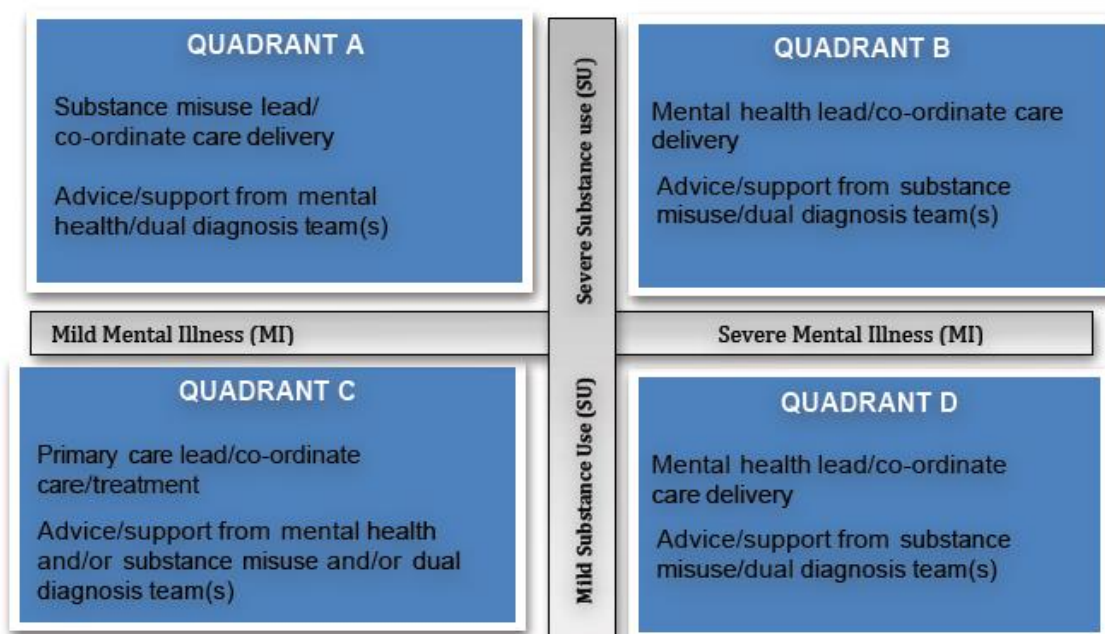 QUADRANT A
Substance misuse lead/
co-ordinate care delivery
Advice/support from mental
health/dual diagnosis team(s)
Severe Substance use (SU)
QUADRANT B
Mental health lead/co-ordinate care
delivery
Advice/support from substance
misuse/dual diagnosis team(s)
Mild Mental Illness (MI)
Severe Mental Illness (MI)
QUADRANT C
Primary care lead/co-ordinate
care/treatment
Advice/support from mental health
and/or substance misuse and/or dual
diagnosis team(s)
Mild Substance Use (SU)
QUADRANT D
Mental health lead/co-ordinate
care delivery
Advice/support from substance
misuse/dual diagnosis team(s)